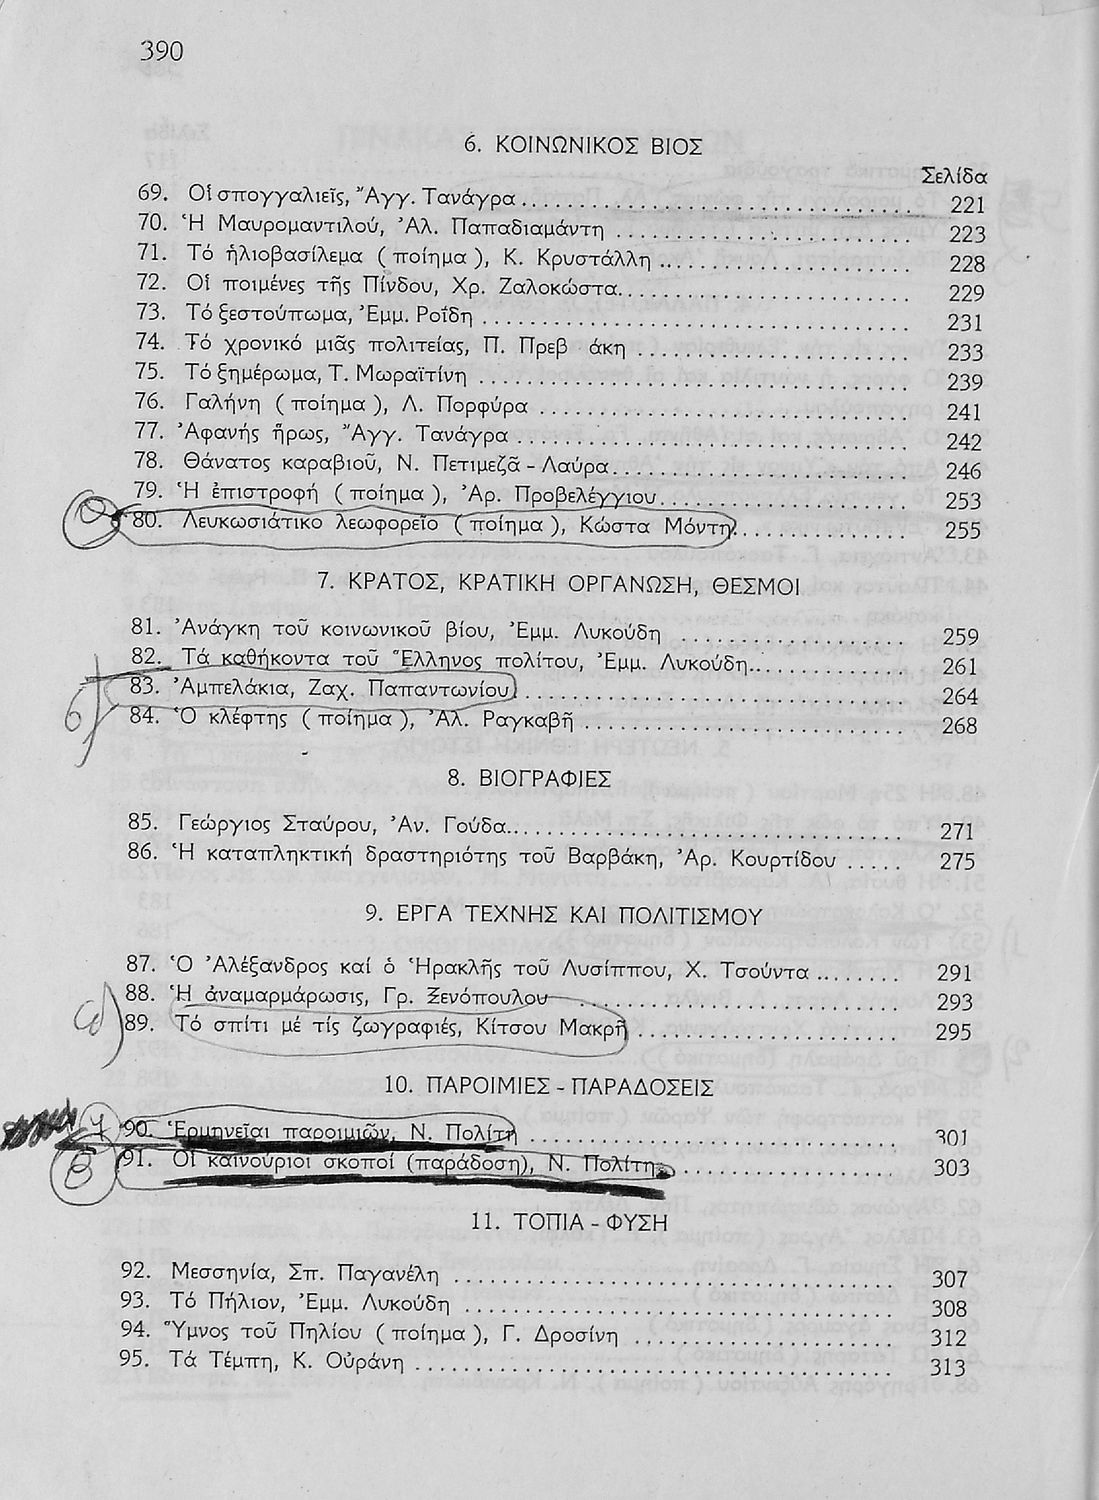 390
6. ΚΟΙΝΩΝΙΚΟΣ ΒΙΟΣ
Σελίδα
69. Οἱ σπογγαλιεῖς, Ἄγγ. Τανάγρα ........ 221
70. Ἡ Μαυρομαντιλού, Ἀλ. Παπαδιαμάντη ........ 223
71. Τό ἡλιοβασίλεμα ( ποίημα ), Κ. Κρυστάλλη ........ 228
72. Οἱ ποιμένες τῆς Πίνδου, Χρ. Ζαλοκώστα ........ 229
73. Τό ξεστούπωμα, Ἐμμ. Ροΐδη ........ 231
74. Τό χρονικό μιᾶς πολιτείας, Π. Πρεβ άκη ........ 233
75. Τό ξημέρωμα, Τ. Μωραϊτίνη ........ 239
76. Γαλήνη ( ποίημα ), Λ. Πορφύρα ........ 241
77. Ἀφανής ἥρως, Ἄγγ. Τανάγρα ........ 242
78. Θάνατος καραβιοῦ, Ν. Πετιμεζᾶ - Λαύρα ........ 246
79. Ἡ ἐπιστροφή ( ποίημα ), Ἀρ. Προβελέγγιου ........ 253
80. Λευκωσιάτικο λεωφορεῖο ( ποίημα ), Κώστα Μόντη ........ 255
7. ΚΡΑΤΟΣ, ΚΡΑΤΙΚΗ ΟΡΓΑΝΩΣΗ, ΘΕΣΜΟΙ
81. Ἀνάγκη τοῦ κοινωνικοῦ βίου, Ἐμμ. Λυκούδη ........ 259
82. Τά καθήκοντα τοῦ Ἕλληνος πολίτου, Ἐμμ. Λυκούδη ........ 261
83. Ἀμπελάκια, Ζαχ. Παπαντωνίου ........ 264
6
84. Ὁ κλέφτης ( ποίημα ), Ἀλ. Ραγκαβῆ ........ 268
8. ΒΙΟΓΡΑΦΙΕΣ
85. Γεώργιος Σταύρου, Ἀν. Γούδα ........ 271
86. Ἡ καταπληκτική δραστηριότης τοῦ Βαρβάκη, Ἀρ. Κουρτίδου ..... 275
9. ΕΡΓΑ ΤΕΧΝΗΣ ΚΑΙ ΠΟΛΙΤΙΣΜΟΥ
87. Ὁ Ἀλέξανδρος καί ὁ Ἡρακλῆς τοῦ Λυσίππου, Χ. Τσούντα ........ 291
88. Ἡ ἀναμαρμάρωσις, Γρ. Ξενόπουλου ........ 293
89. Τό σπίτι μέ τίς ζωγραφιές, Κίτσου Μακρῆ ........ 295
10. ΠΑΡΟΙΜΙΕΣ - ΠΑΡΑΔΟΣΕΙΣ
7
90. Ἑρμηνεῖαι παροιμιῶν, Ν. Πολίτη ........ 301
8
91. Οἱ καινούριοι σκοποί (παράδοση), Ν. Πολίτη ........ 303
11. ΤΟΠΙΑ - ΦΥΣΗ
92. Μεσσηνία, Σπ. Παγανέλη ........ 307
93. Τό Πήλιον, Ἐμμ. Λυκούδη ........ 308
94. Ὕμνος τοῦ Πηλίου ( ποίημα ), Γ. Δροσίνη ........ 312
95. Τά Τέμπη, Κ. Οὐράνη ........ 313